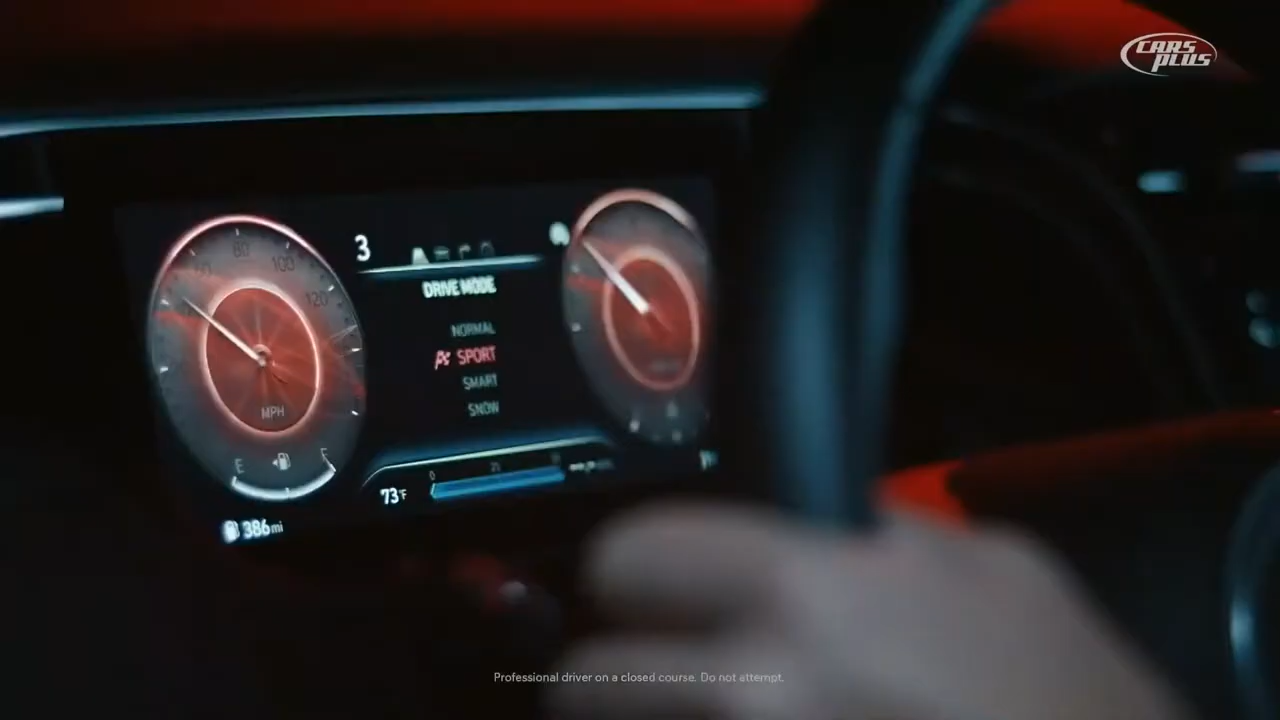 CARS
PLUS
80
100
120
3
DRIVE MODE
NORMAL
SPORT
SMART
SNOW
MPH
E
F
73°F
0
386mi
Professional driver on a closed course. Do not attempt.